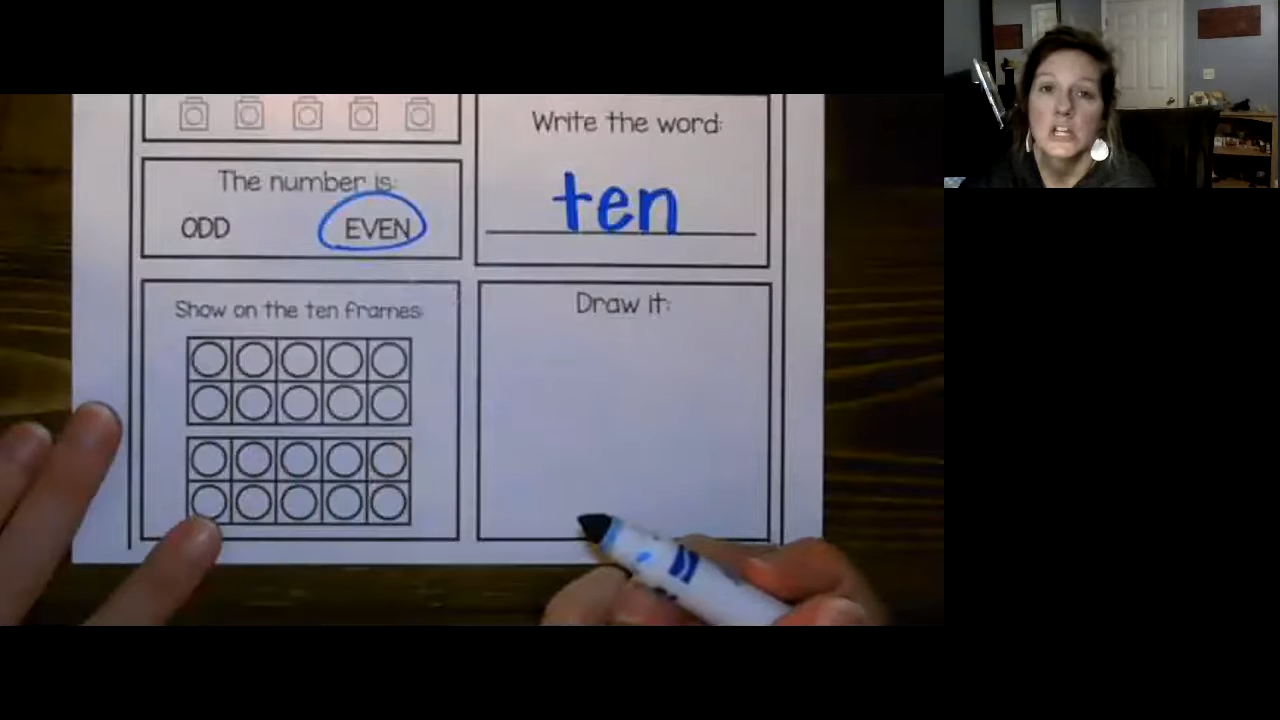 The number is:
ODD EVEN
Show on the ten frames:
Write the word:
ten
Draw it: